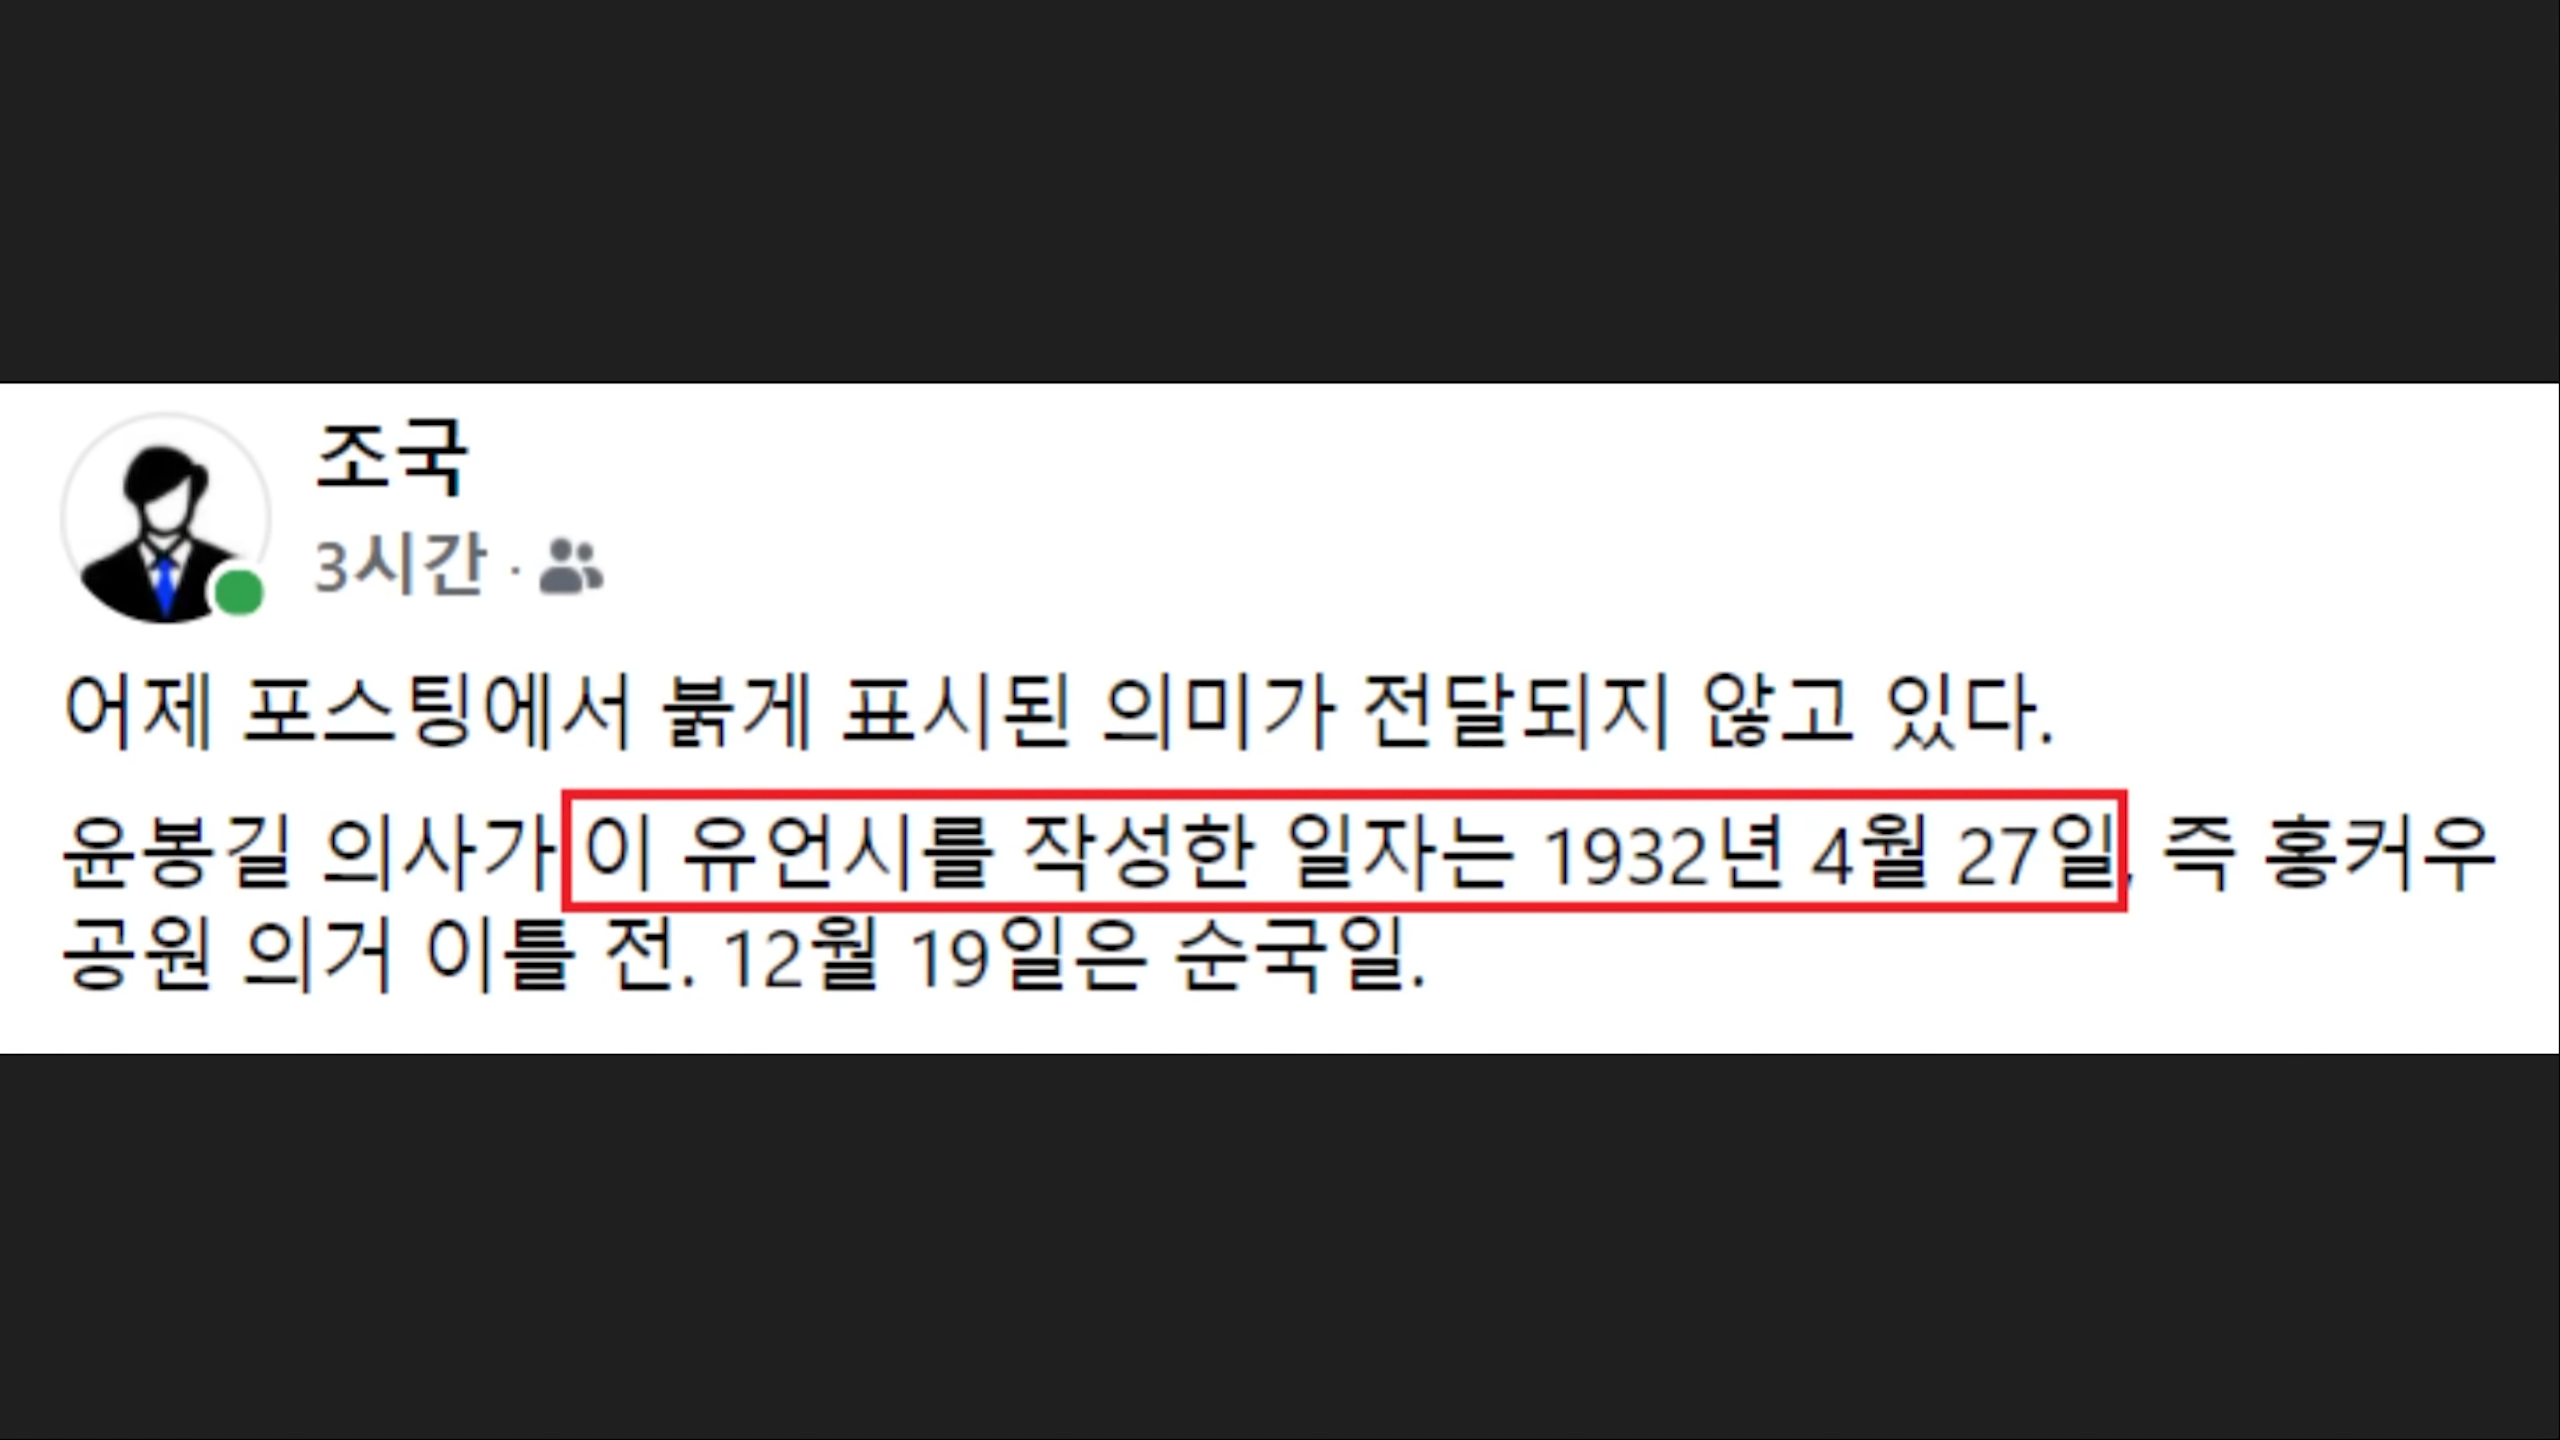 조국
3시간 ·
어제 포스팅에서 붉게 표시된 의미가 전달되지 않고 있다.
윤봉길 의사가 이 유언시를 작성한 일자는 1932년 4월 27일, 즉 홍커우
공원 의거 이틀 전. 12월 19일은 순국일.